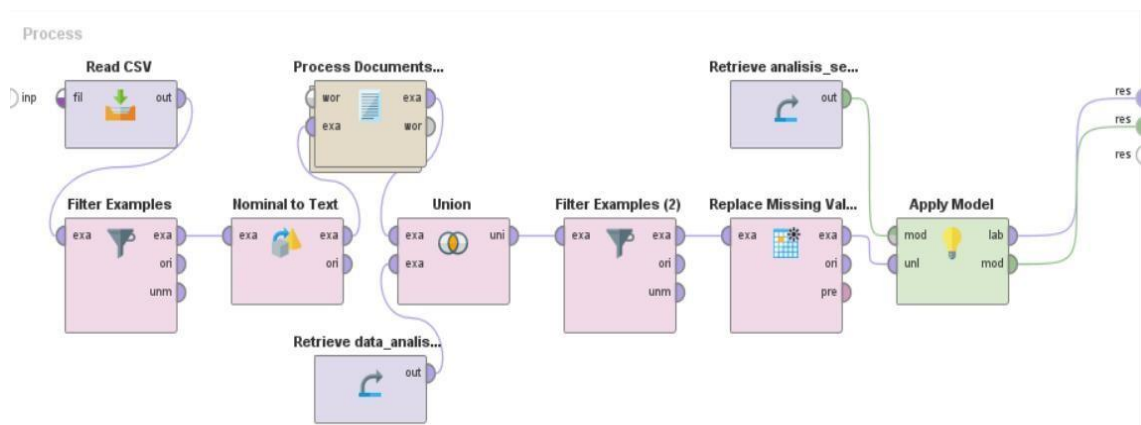 Process
Read CSV
Process Documents...
Retrieve analisis_se...
inp
fil
out
wor
exa
exa
wor
out
res
res
res
Filter Examples
Nominal to Text
Union
Filter Examples (2)
Replace Missing Val...
Apply Model
exa
exa
ori
unm
exa
exa
ori
exa
uni
exa
exa
exa
ori
unm
exa
exa
ori
pre
mod
lab
unl
mod
Retrieve data_analis...
out